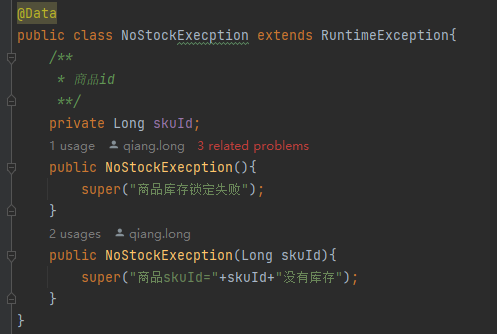 @Data
public class NoStockExecption extends RuntimeException{
/**
* 商品id
**/
private Long skuId;
1 usage qiang.long 3 related problems
public NoStockExecption(){
super("商品库存锁定失败");
}
2 usages qiang.long
public NoStockExecption(Long skuId){
super("商品skuId="+skuId+"没有库存");
}
}